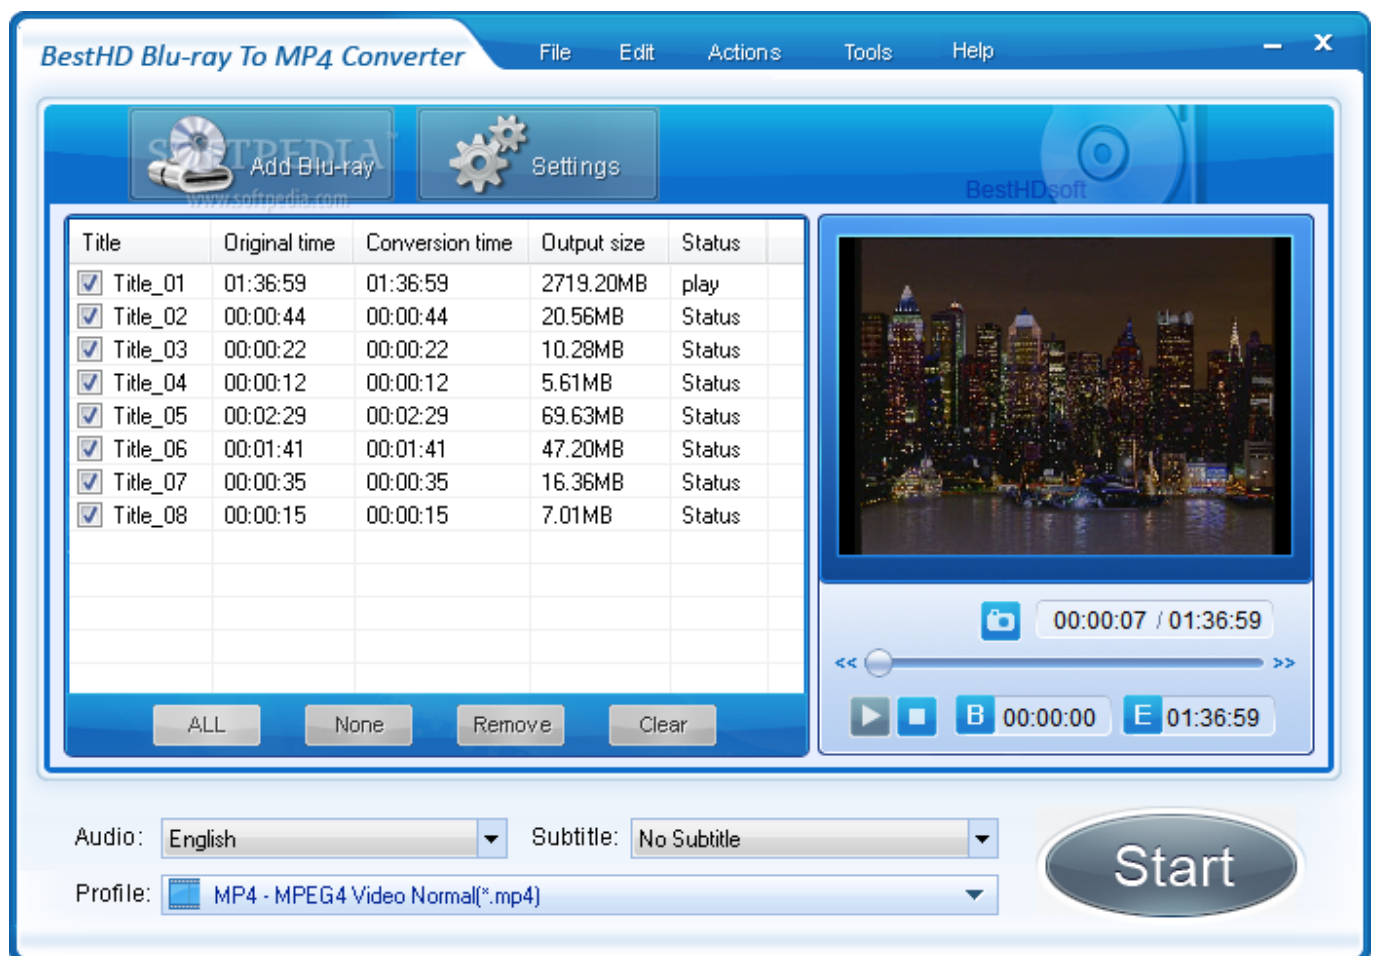 BestHD Blu-ray To MP4 Converter File Edit Actions Tools Help
SOFTPEDIA™
Add Blu-ray Settings
www.softpedia.com
BestHDsoft
Title Original time Conversion time Output size Status
Title_01 01:36:59 01:36:59 2719.20MB play
Title_02 00:00:44 00:00:44 20.56MB Status
Title_03 00:00:22 00:00:22 10.28MB Status
Title_04 00:00:12 00:00:12 5.61MB Status
Title_05 00:02:29 00:02:29 69.63MB Status
Title_06 00:01:41 00:01:41 47.20MB Status
Title_07 00:00:35 00:00:35 16.36MB Status
Title_08 00:00:15 00:00:15 7.01MB Status
00:00:07 / 01:36:59
<< >>
ALL None Remove Clear
B 00:00:00 E 01:36:59
Audio: English Subtitle: No Subtitle
Profile: MP4 - MPEG4 Video Normal(*.mp4)
Start